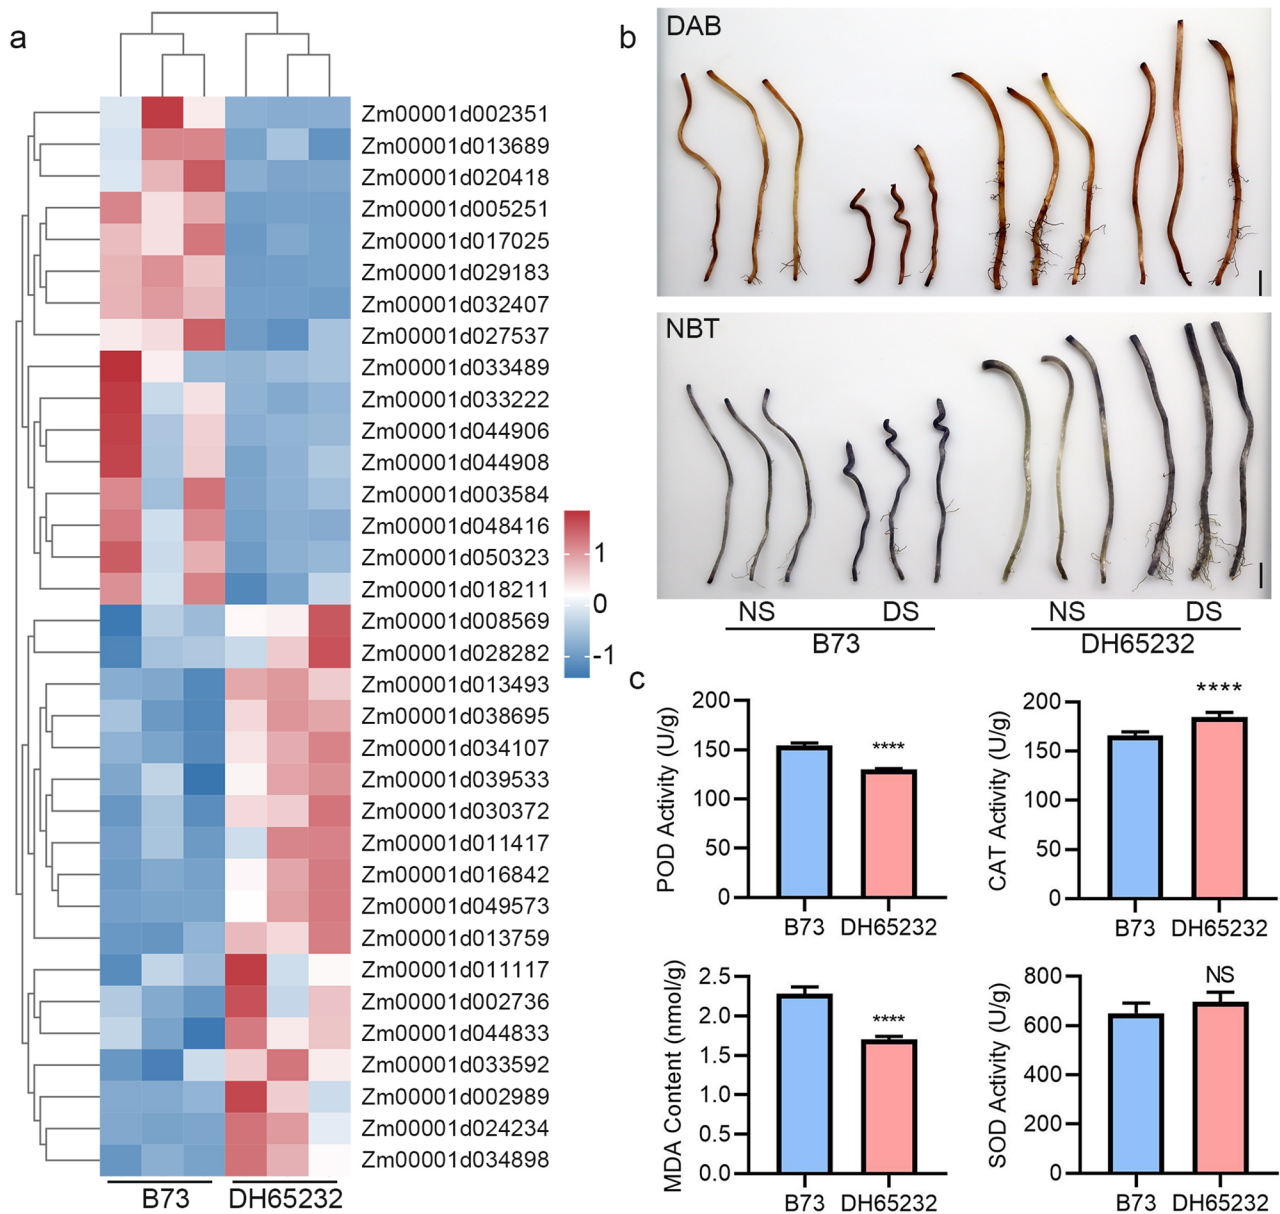 a
Zm00001d002351
Zm00001d013689
Zm00001d020418
Zm00001d005251
Zm00001d017025
Zm00001d029183
Zm00001d032407
Zm00001d027537
Zm00001d033489
Zm00001d033222
Zm00001d044906
Zm00001d044908
Zm00001d003584
Zm00001d048416
Zm00001d050323
Zm00001d018211
Zm00001d008569
Zm00001d028282
Zm00001d013493
Zm00001d038695
Zm00001d034107
Zm00001d039533
Zm00001d030372
Zm00001d011417
Zm00001d016842
Zm00001d049573
Zm00001d013759
Zm00001d011117
Zm00001d002736
Zm00001d044833
Zm00001d033592
Zm00001d002989
Zm00001d024234
Zm00001d034898
B73 DH65232
1
0
-1
b
DAB
NBT
NS DS NS DS
B73 DH65232
c
POD Activity (U/g)
200
150
100
50
0
****
B73 DH65232
CAT Activity (U/g)
200
150
100
50
0
****
B73 DH65232
MDA Content (nmol/g)
2.5
2.0
1.5
1.0
0.5
0.0
****
B73 DH65232
SOD Activity (U/g)
800
600
400
200
0
NS
B73 DH65232